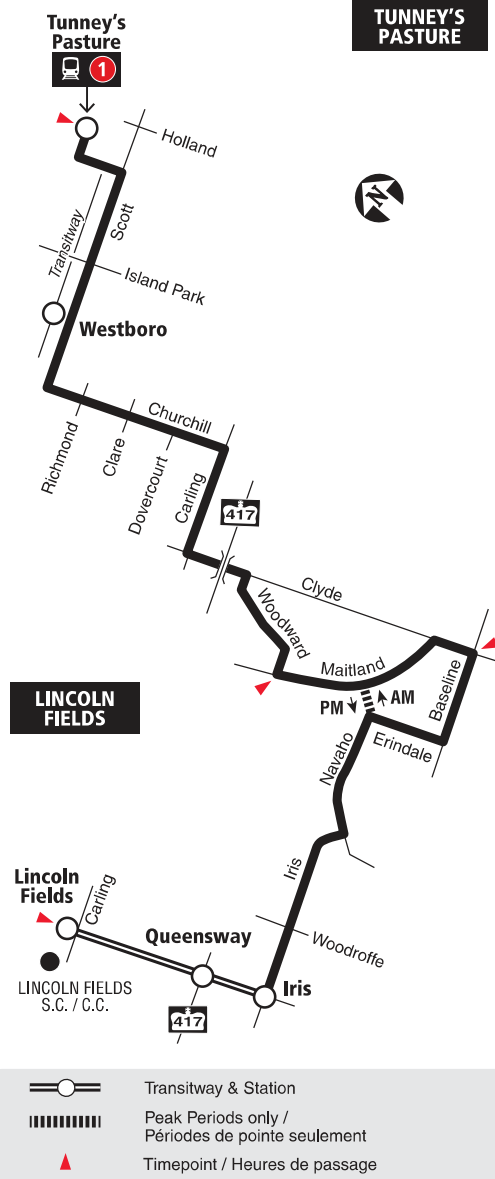 Tunney's
Pasture
1
TUNNEY'S
PASTURE
Holland
N
Scott
Transitway
Island Park
Westboro
Churchill
Richmond
Clare
Dovercourt
Carling
417
Clyde
Woodward
Maitland
Baseline
PM
AM
Erindale
Navaho
LINCOLN
FIELDS
Iris
Lincoln
Fields
Carling
Queensway
Woodroffe
LINCOLN FIELDS
S.C. / C.C.
Iris
417
Transitway & Station
Peak Periods only /
Périodes de pointe seulement
Timepoint / Heures de passage